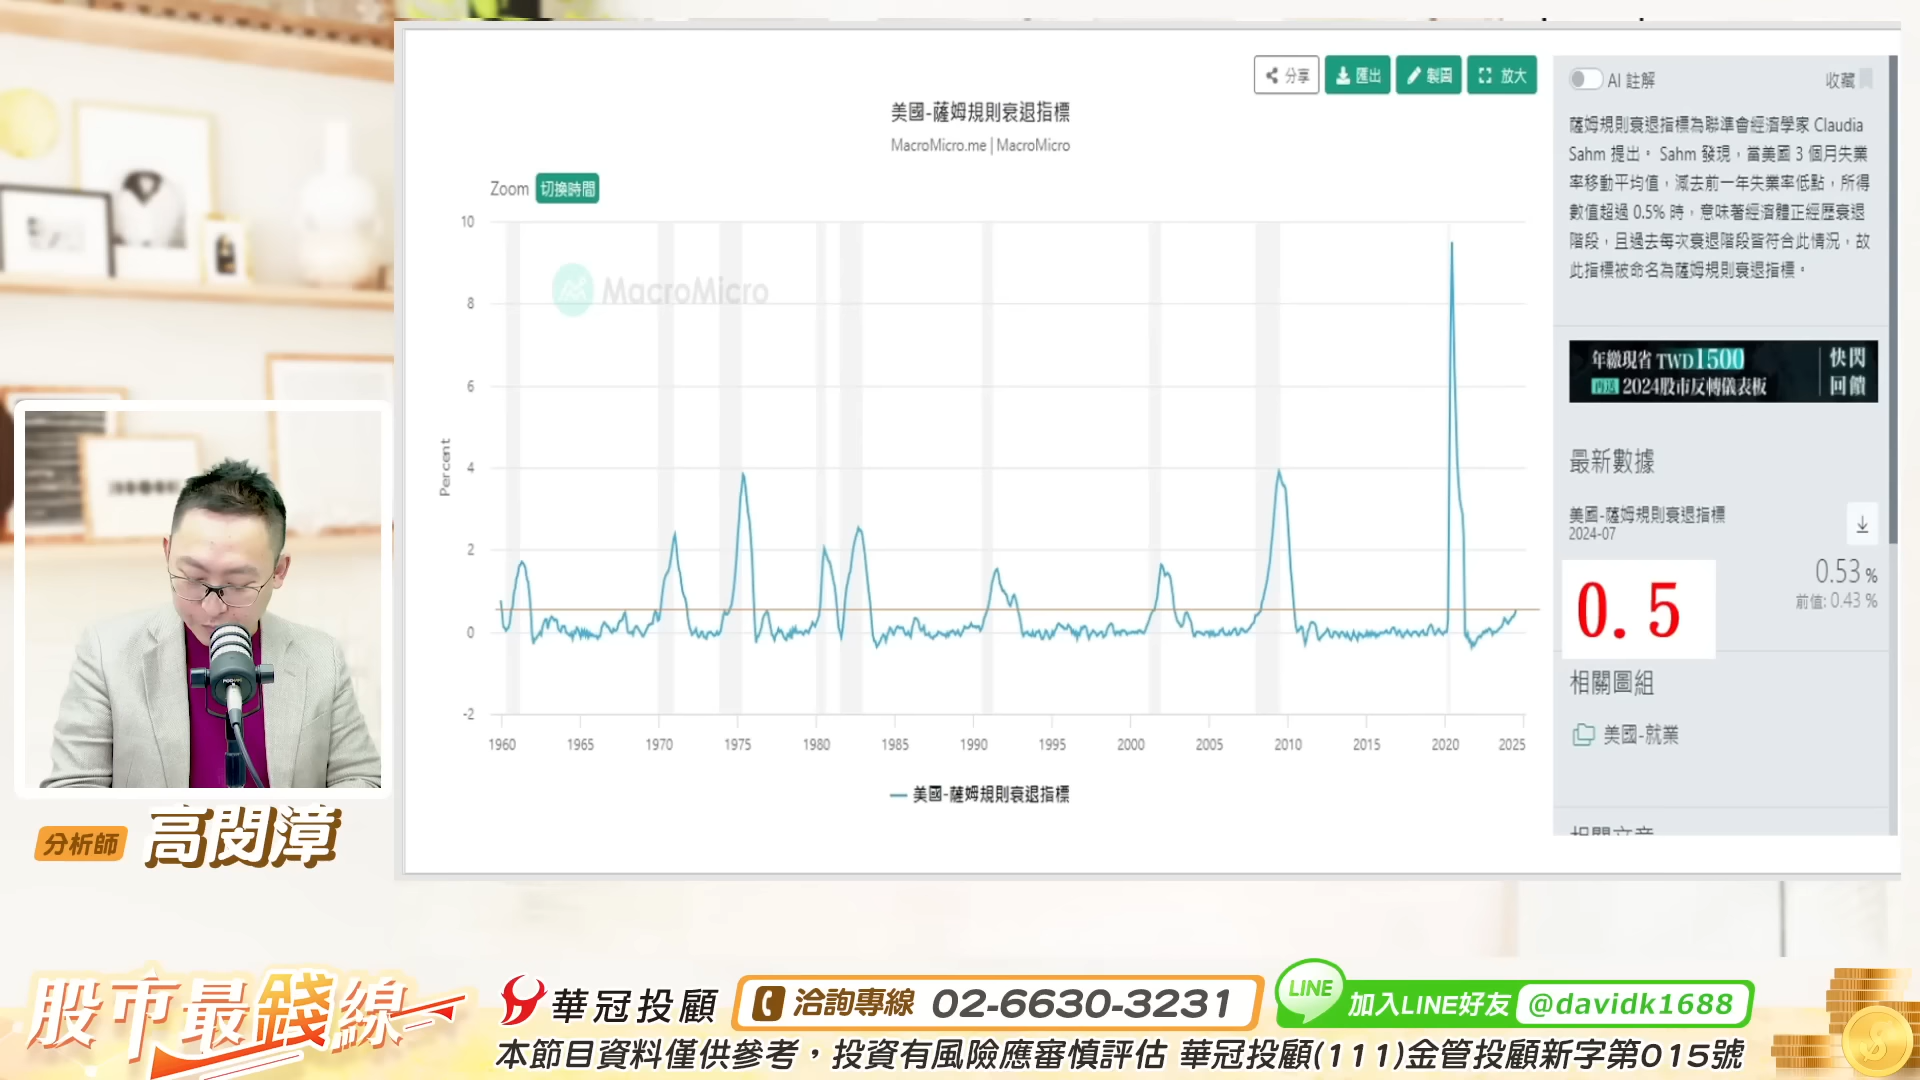 分享
匯出
製圖
放大
美國-薩姆規則衰退指標
MacroMicro.me | MacroMicro
Zoom 切換時間
MacroMicro
Percent
10
8
6
4
2
0
-2
1960 1965 1970 1975 1980 1985 1990 1995 2000 2005 2010 2015 2020 2025
美國-薩姆規則衰退指標
AI 註解
收藏
薩姆規則衰退指標為聯準會經濟學家 Claudia
Sahm 提出。 Sahm 發現，當美國 3 個月失業
率移動平均值，減去前一年失業率低點，所得
數值超過 0.5% 時，意味著經濟體正經歷衰退
階段，且過去每次衰退階段皆符合此情況，故
此指標被命名為薩姆規則衰退指標。
年繳現省 TWD1500
再送 2024股市反轉儀表板
快閃
回饋
最新數據
美國-薩姆規則衰退指標
2024-07
0.53 %
前值: 0.43 %
0.5
相關圖組
美國-就業
相關文章
分析師 高閔漳
股市最錢線
華冠投顧
洽詢專線 02-6630-3231
LINE 加入LINE好友 @davidk1688
本節目資料僅供參考，投資有風險應審慎評估 華冠投顧(111)金管投顧新字第015號